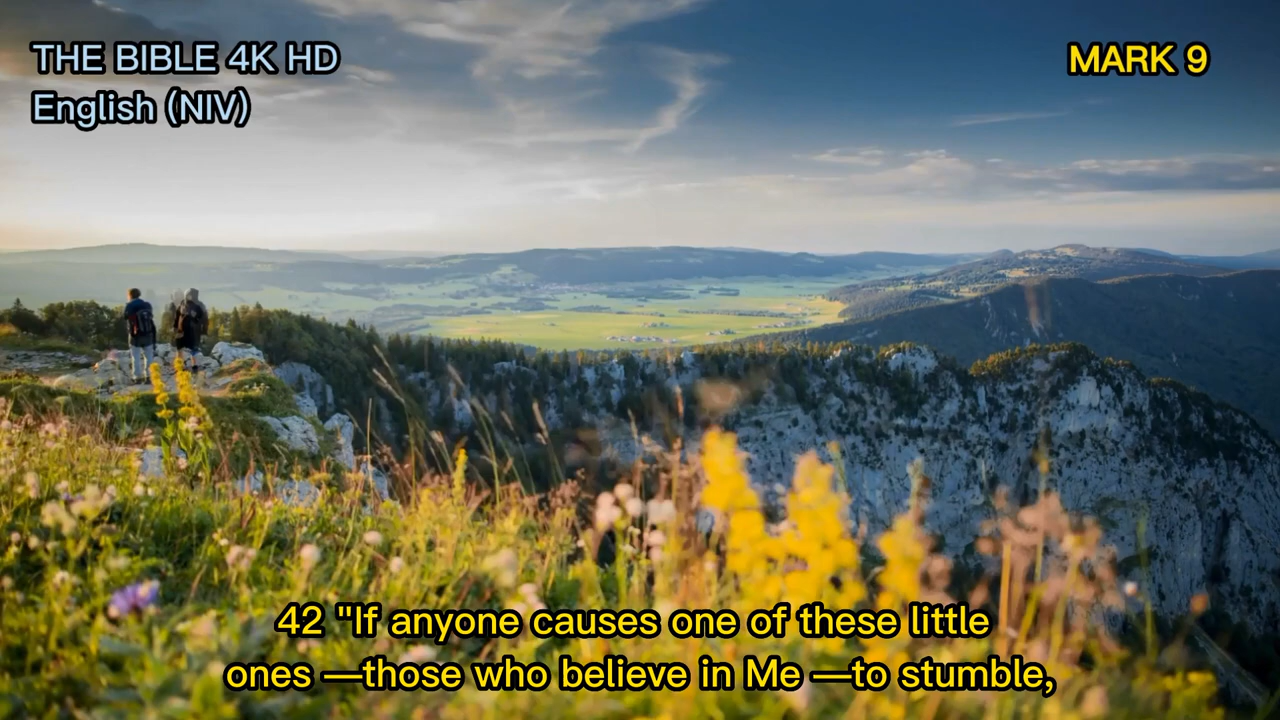 THE BIBLE 4K HD
English (NIV)
MARK 9
42 "If anyone causes one of these little
ones —those who believe in Me —to stumble,